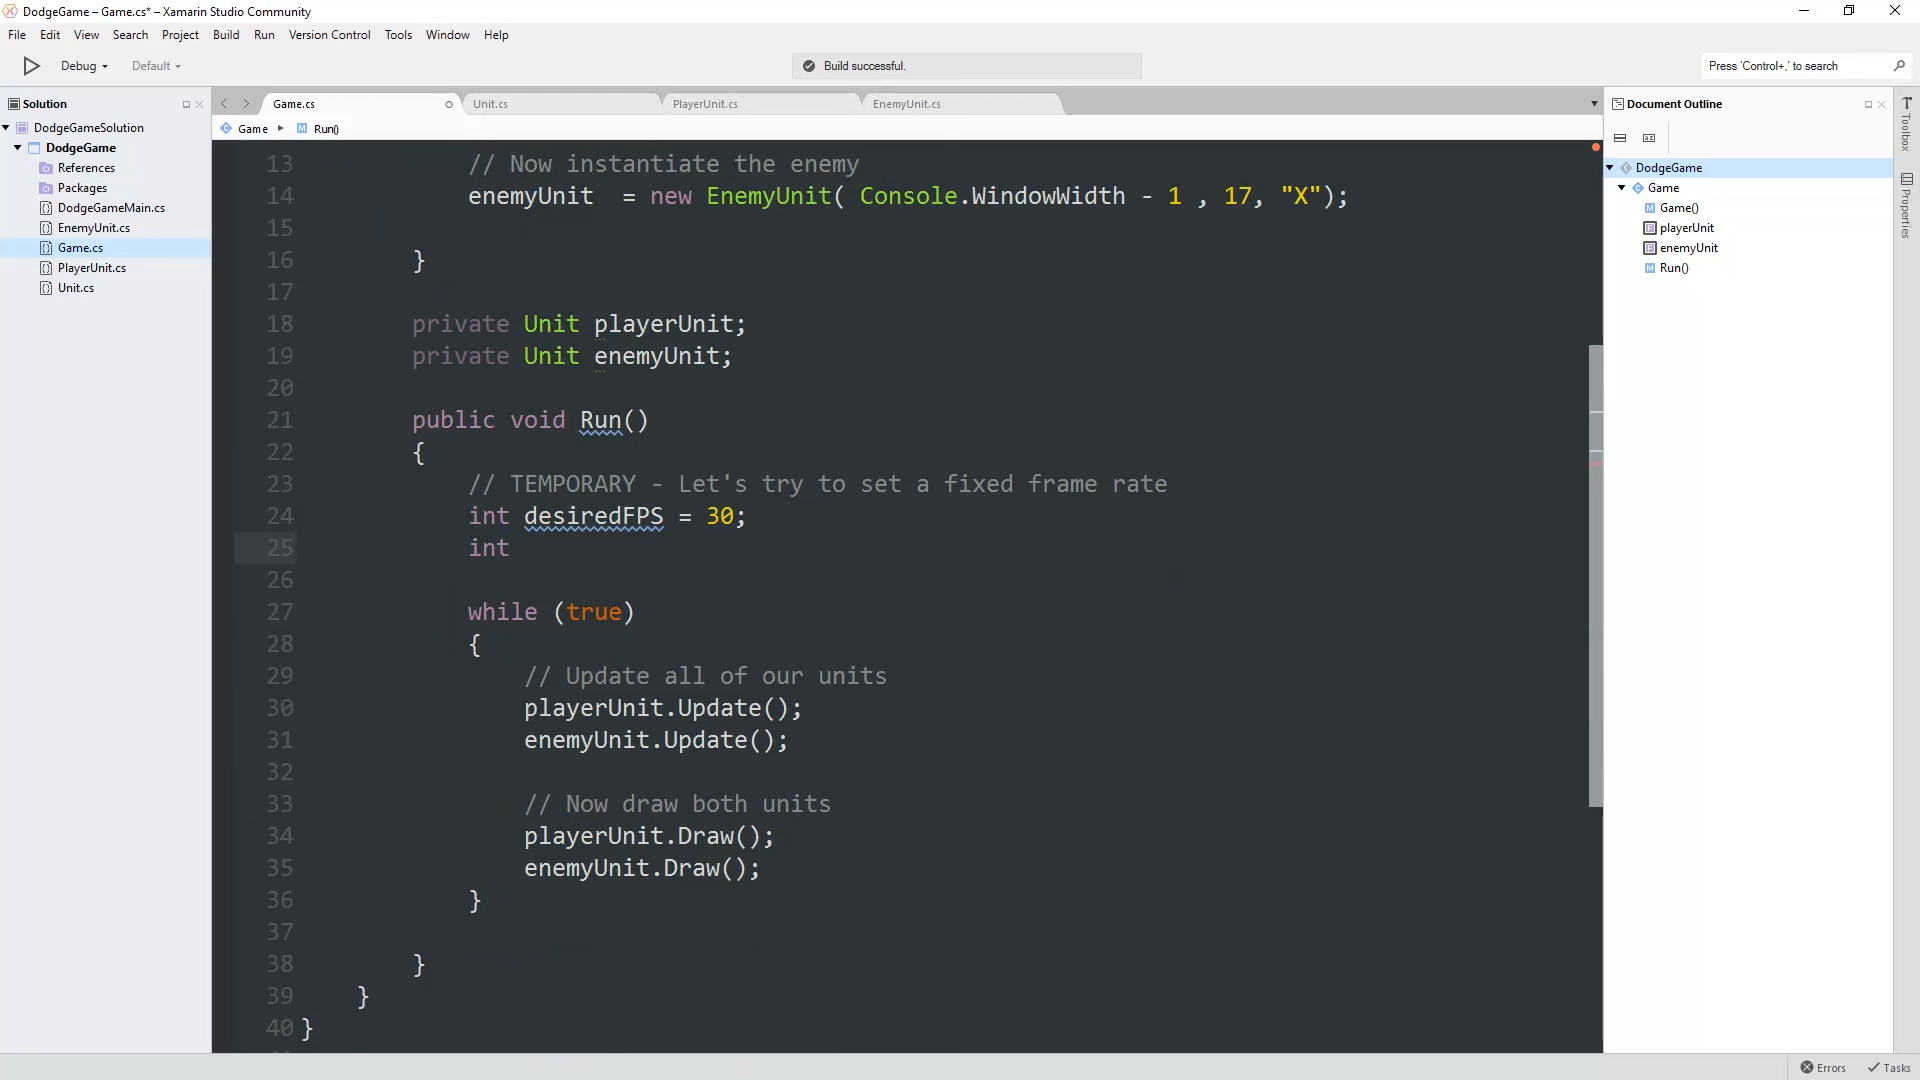 DodgeGame – Game.cs* – Xamarin Studio Community
File Edit View Search Project Build Run Version Control Tools Window Help
Debug Default Build successful. Press 'Control+,' to search
Solution Game.cs Unit.cs PlayerUnit.cs EnemyUnit.cs Document Outline
Toolbox
Properties
DodgeGameSolution
DodgeGame
References
Packages
DodgeGameMain.cs
EnemyUnit.cs
Game.cs
PlayerUnit.cs
Unit.cs
Game Run()
13 // Now instantiate the enemy
14 enemyUnit  = new EnemyUnit( Console.WindowWidth - 1 , 17, "X");
15
16 }
17
18 private Unit playerUnit;
19 private Unit enemyUnit;
20
21 public void Run()
22 {
23 // TEMPORARY - Let's try to set a fixed frame rate
24 int desiredFPS = 30;
25 int
26
27 while (true)
28 {
29 // Update all of our units
30 playerUnit.Update();
31 enemyUnit.Update();
32
33 // Now draw both units
34 playerUnit.Draw();
35 enemyUnit.Draw();
36 }
37
38 }
39 }
40 }
DodgeGame
Game
Game()
playerUnit
enemyUnit
Run()
Errors Tasks